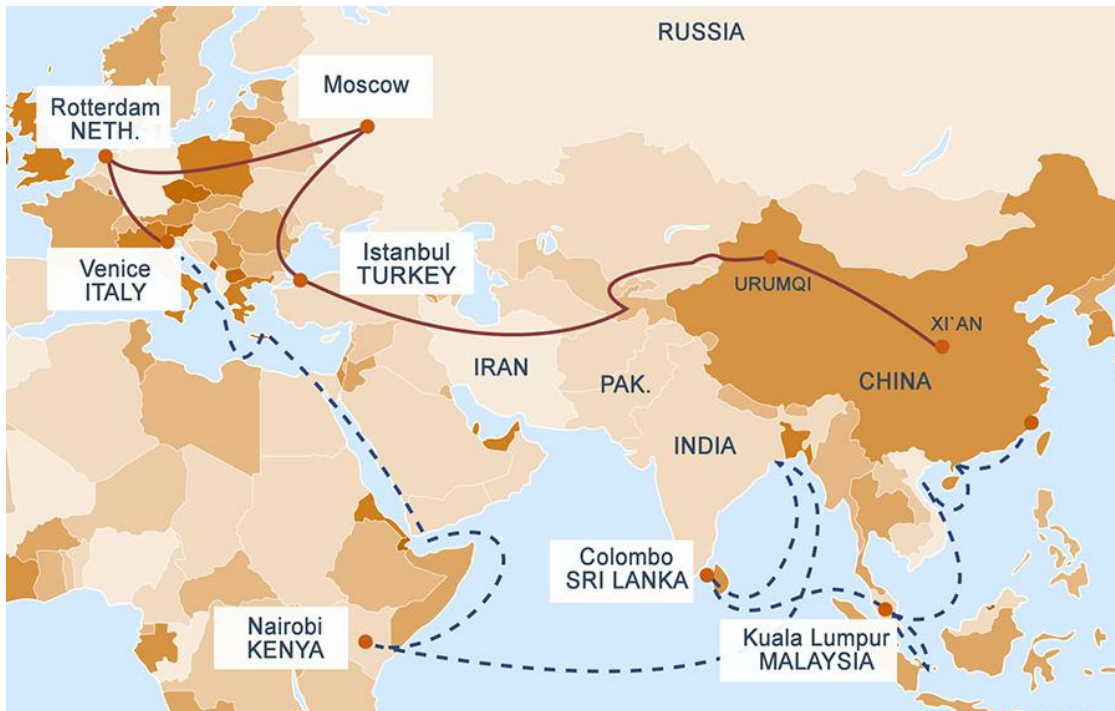 RUSSIA
Moscow
Rotterdam
NETH.
Istanbul
TURKEY
Venice
ITALY
URUMQI
XI`AN
IRAN
PAK.
CHINA
INDIA
Colombo
SRI LANKA
Nairobi
KENYA
Kuala Lumpur
MALAYSIA